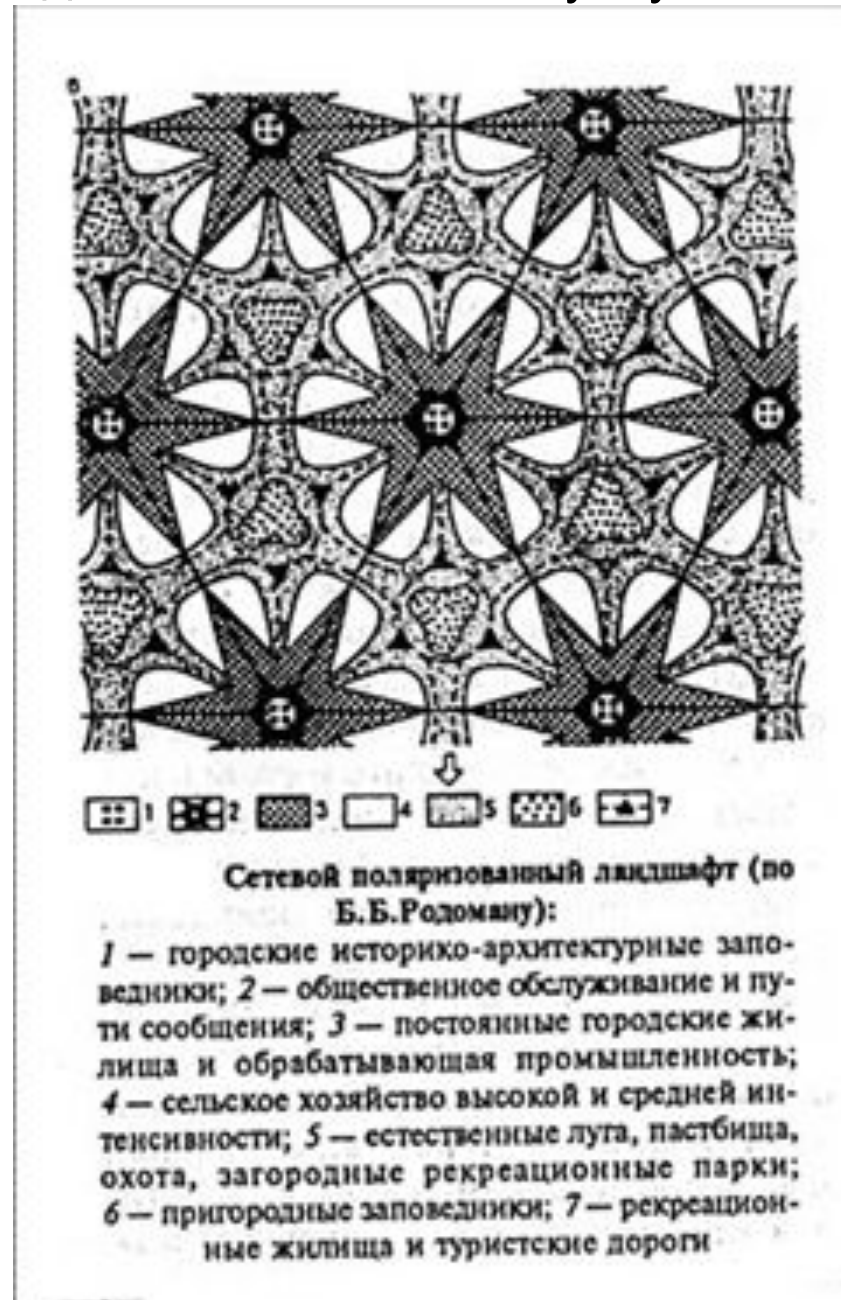 б
1 2 3 4 5 6 7
Сетевой поляризованный ландшафт (по
Б.Б.Родоману):
1 — городские историко-архитектурные запо-
ведники; 2 — общественное обслуживание и пу-
ти сообщения; 3 — постоянные городские жи-
лища и обрабатывающая промышленность;
4 — сельское хозяйство высокой и средней ин-
тенсивности; 5 — естественные луга, пастбища,
охота, загородные рекреационные парки;
6 — пригородные заповедники; 7 — рекреацион-
ные жилища и туристские дороги